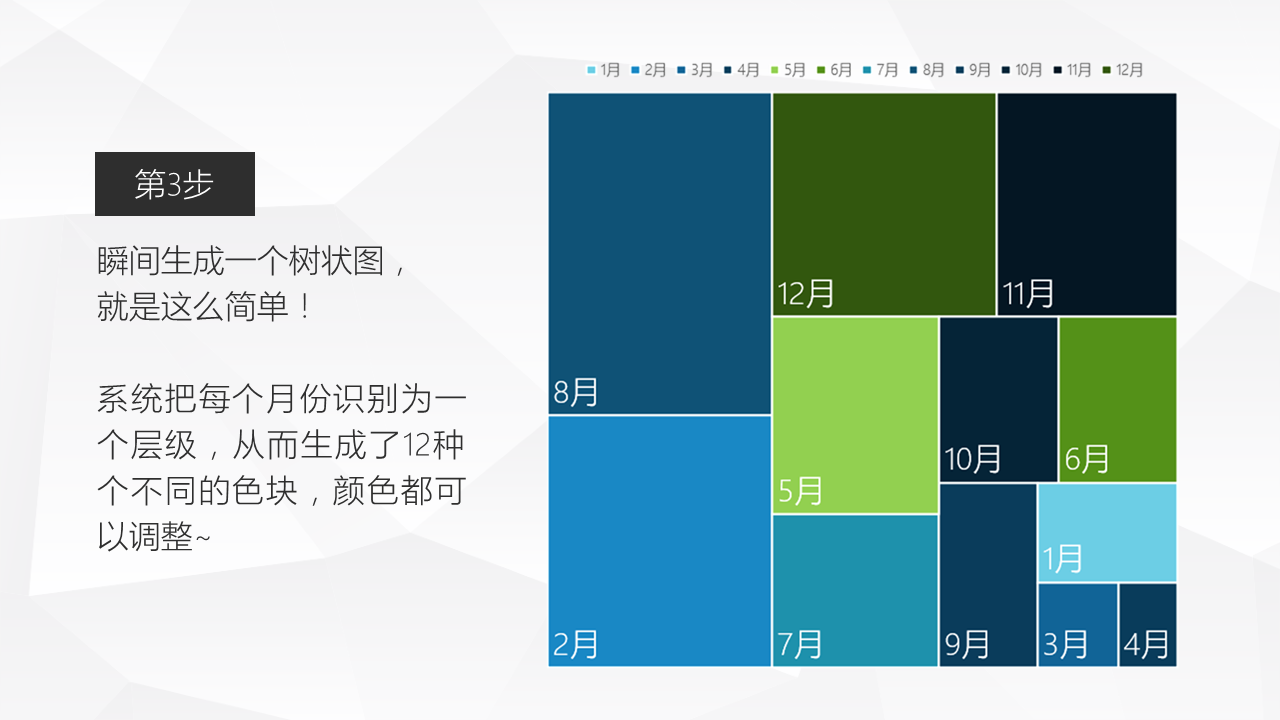 第3步
瞬间生成一个树状图，
就是这么简单！
系统把每个月份识别为一
个层级，从而生成了12种
个不同的色块，颜色都可
以调整~
1月 2月 3月 4月 5月 6月 7月 8月 9月 10月 11月 12月
8月
12月
11月
5月
10月
6月
1月
2月
7月
9月
3月
4月